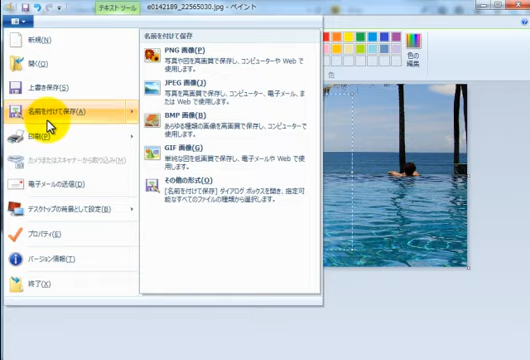 テキスト ツール
e0142189_22565030.jpg - ペイント
新規(N)
開く(O)
上書き保存(S)
名前を付けて保存(A)
印刷(P)
カメラまたはスキャナーから取り込み(M)
電子メールの送信(D)
デスクトップの背景として設定(B)
プロパティ(E)
バージョン情報(T)
終了(X)
名前を付けて保存
PNG 画像(P)
写真や図を高画質で保存し、コンピューターや Web で
使用します。
JPEG 画像(J)
写真を高画質で保存し、コンピューター、電子メール、ま
たは Web で使用します。
BMP 画像(B)
あらゆる種類の画像を高画質で保存し、コンピューターで
使用します。
GIF 画像(G)
単純な図を低画質で保存し、電子メールや Web で使
用します。
その他の形式(O)
[名前を付けて保存] ダイアログ ボックスを開き、指定可
能なすべてのファイルの種類から選択します。
色の
編集
色